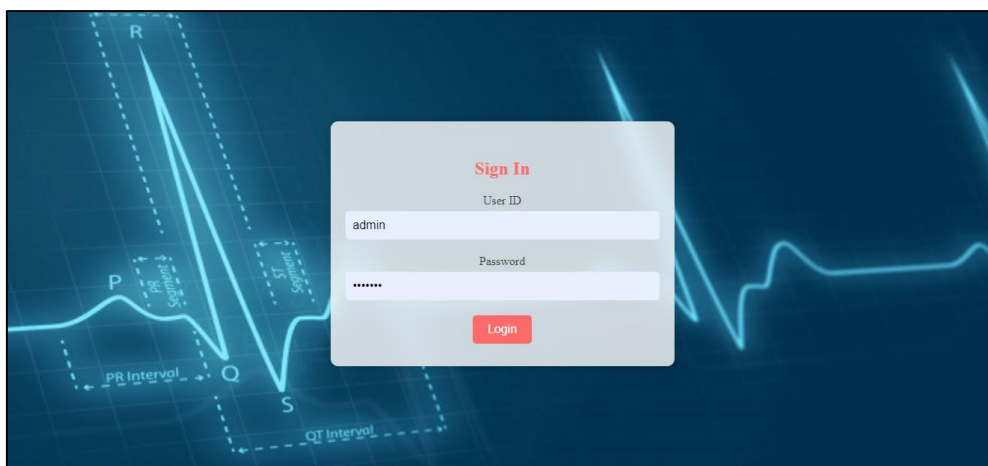 R
Sign In
User ID
admin
Password
•••••••
Login
P
PR
Segment
ST
Segment
PR Interval
Q
S
QT Interval